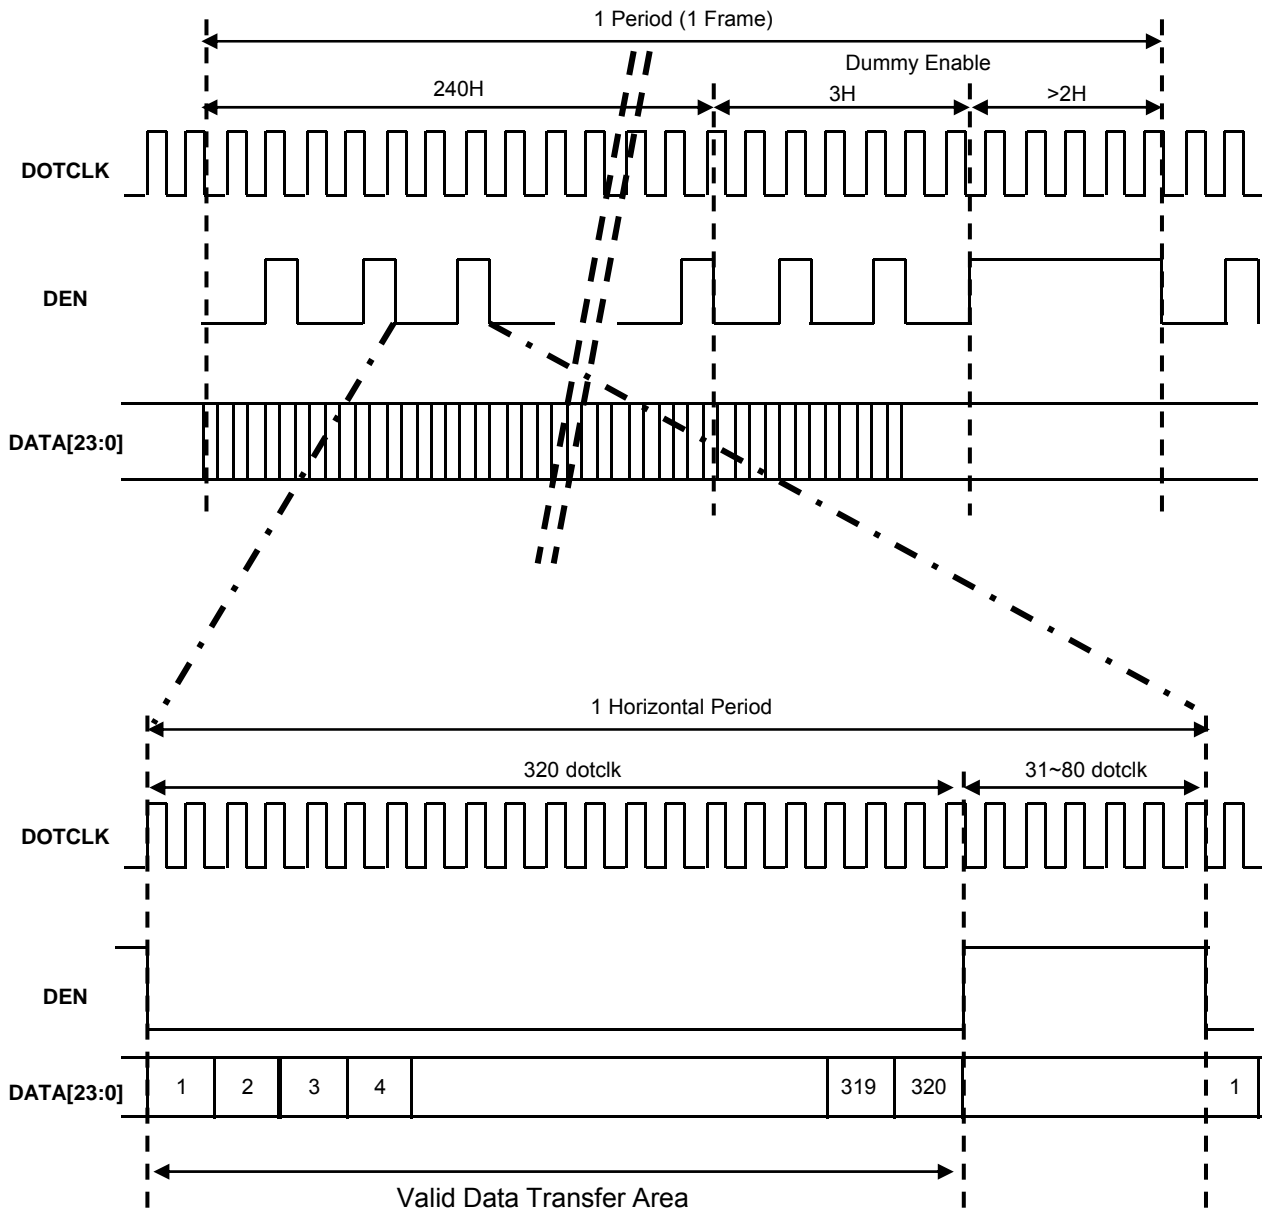 1 Period (1 Frame)
Dummy Enable
240H
3H
>2H
DOTCLK
DEN
DATA[23:0]
1 Horizontal Period
320 dotclk
31~80 dotclk
DOTCLK
DEN
DATA[23:0]
1
2
3
4
319
320
1
Valid Data Transfer Area